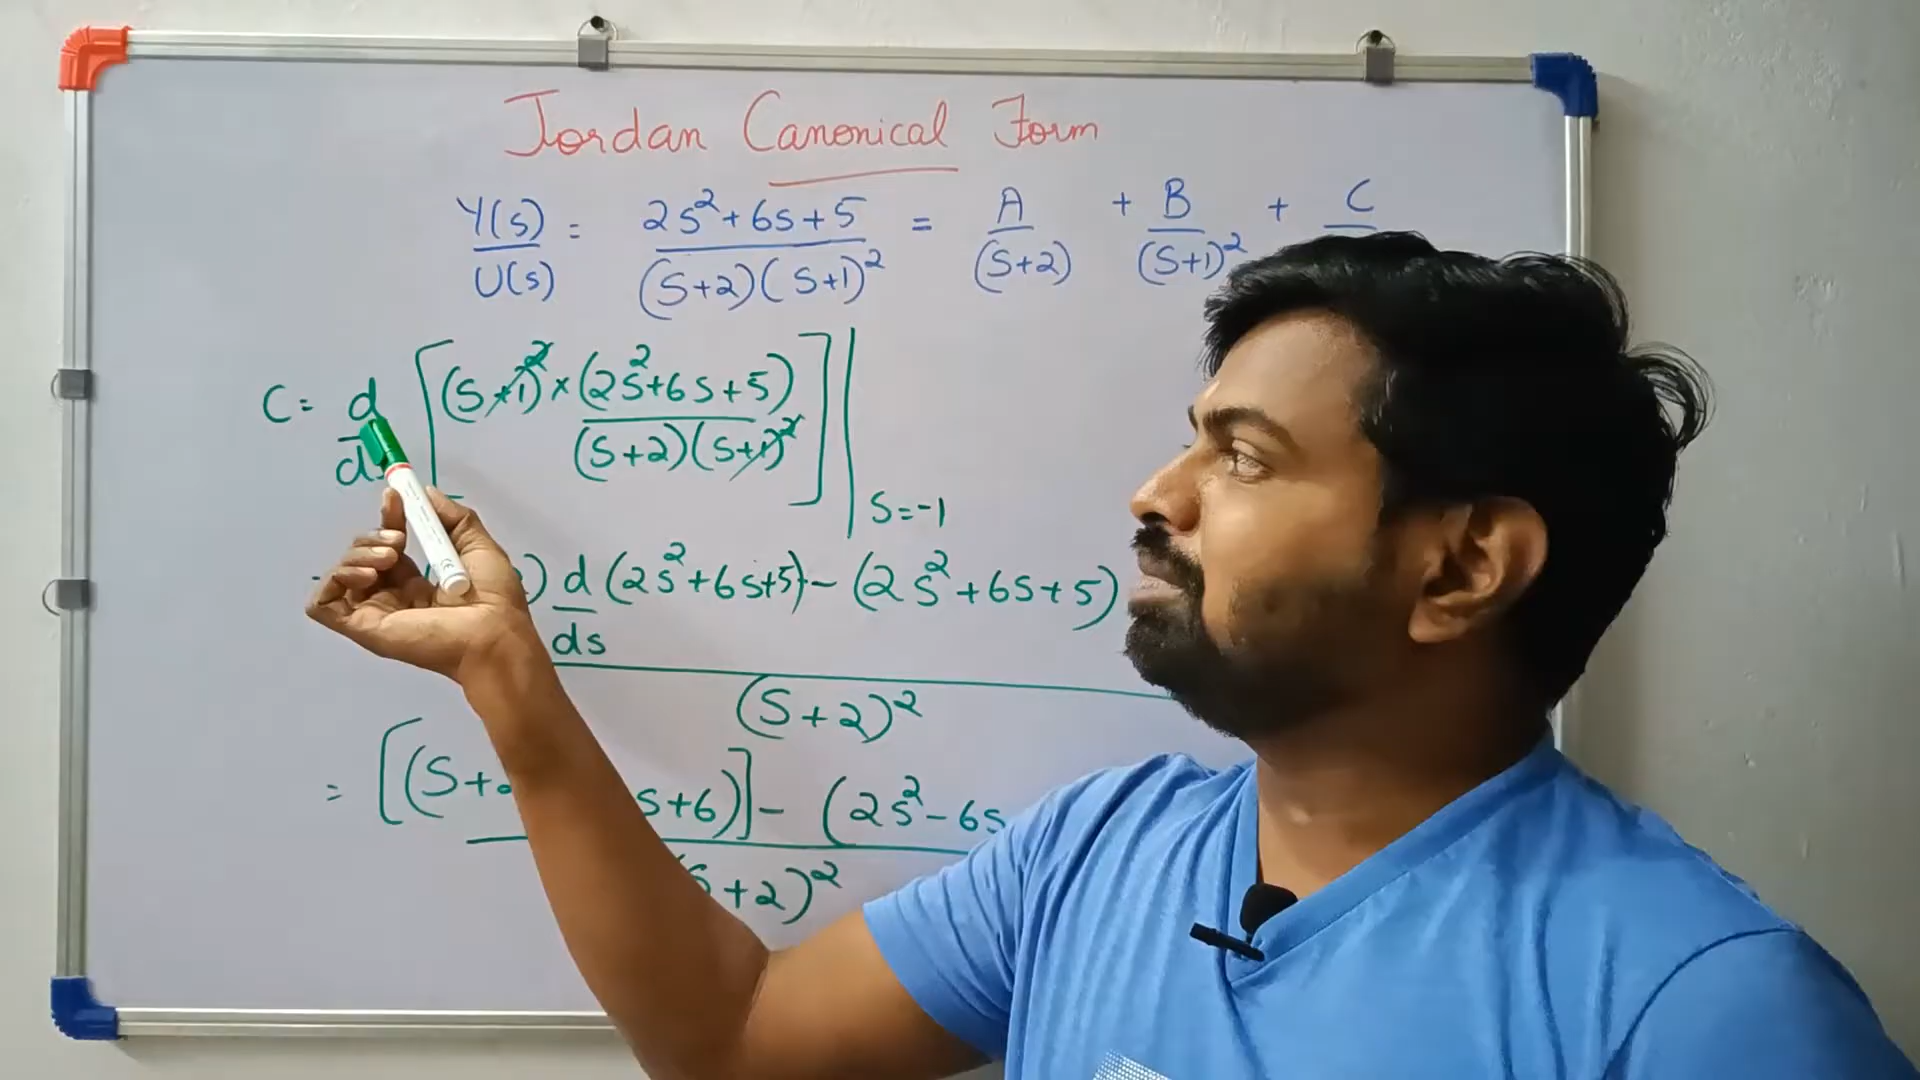 Jordan Canonical Form
Y(s)/U(s) = 2s²+6s+5 / (s+2)(s+1)² = A/(s+2) + B/(s+1)² + C
C = d/ds [(s+1)² × (2s²+6s+5) / (s+2)(s+1)²] | s=-1
) d/ds (2s²+6s+5) - (2s²+6s+5)
(s+2)²
= [(s+ s+6)] - (2s²-6s
s+2)²